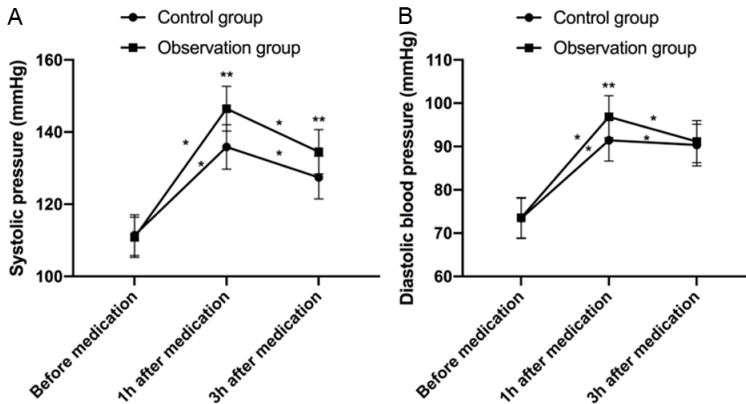 A
Control group
Observation group
Systolic pressure (mmHg)
160
140
120
100
**
*
*
*
*
**
Before medication
1h after medication
3h after medication
B
Control group
Observation group
Diastolic blood pressure (mmHg)
110
100
90
80
70
60
**
*
*
*
*
Before medication
1h after medication
3h after medication